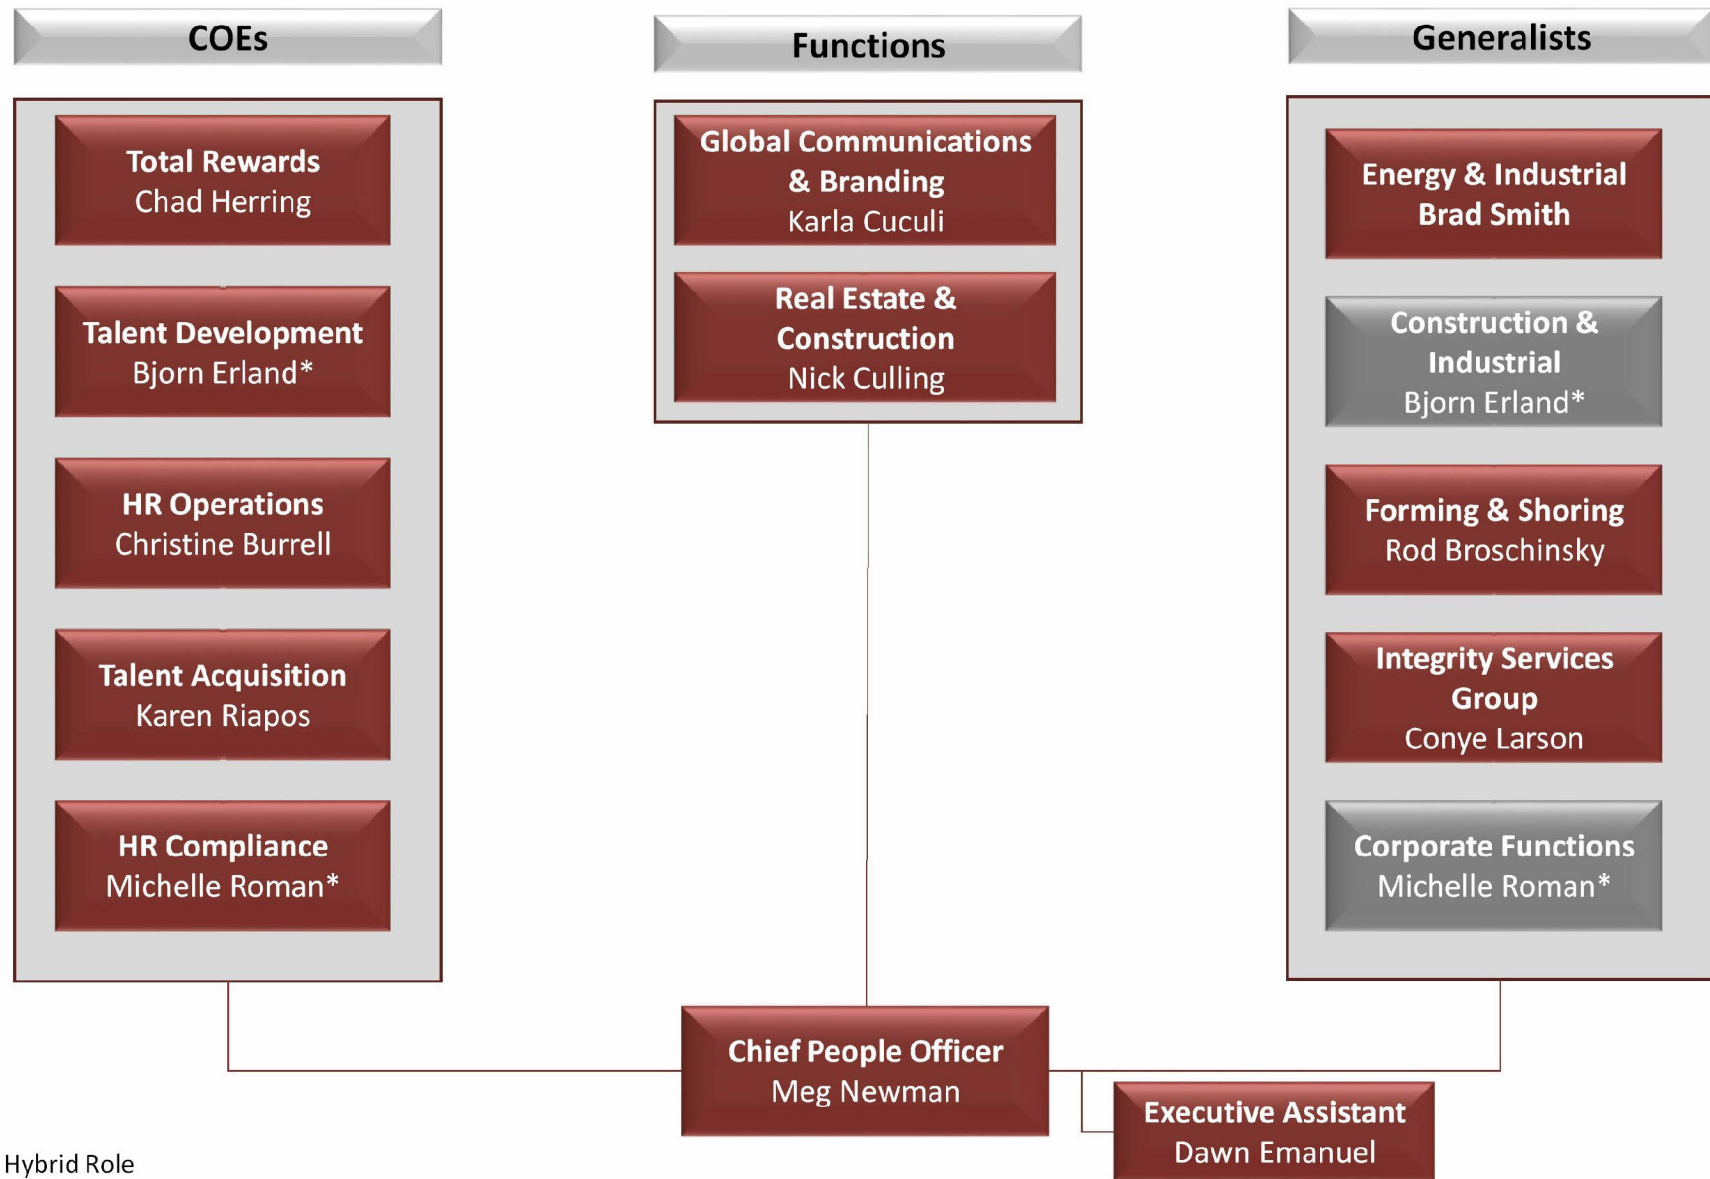 COEs
Total Rewards
Chad Herring
Talent Development
Bjorn Erland*
HR Operations
Christine Burrell
Talent Acquisition
Karen Riapos
HR Compliance
Michelle Roman*
Functions
Global Communications
& Branding
Karla Cuculi
Real Estate &
Construction
Nick Culling
Generalists
Energy & Industrial
Brad Smith
Construction &
Industrial
Bjorn Erland*
Forming & Shoring
Rod Broschinsky
Integrity Services
Group
Conye Larson
Corporate Functions
Michelle Roman*
Chief People Officer
Meg Newman
Executive Assistant
Dawn Emanuel
Hybrid Role